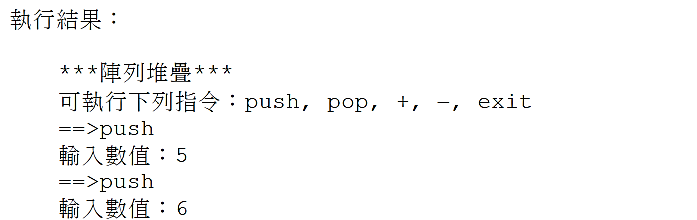 執行結果：
***陣列堆疊***
可執行下列指令：push, pop, +, −, exit
==>push
輸入數值：5
==>push
輸入數值：6